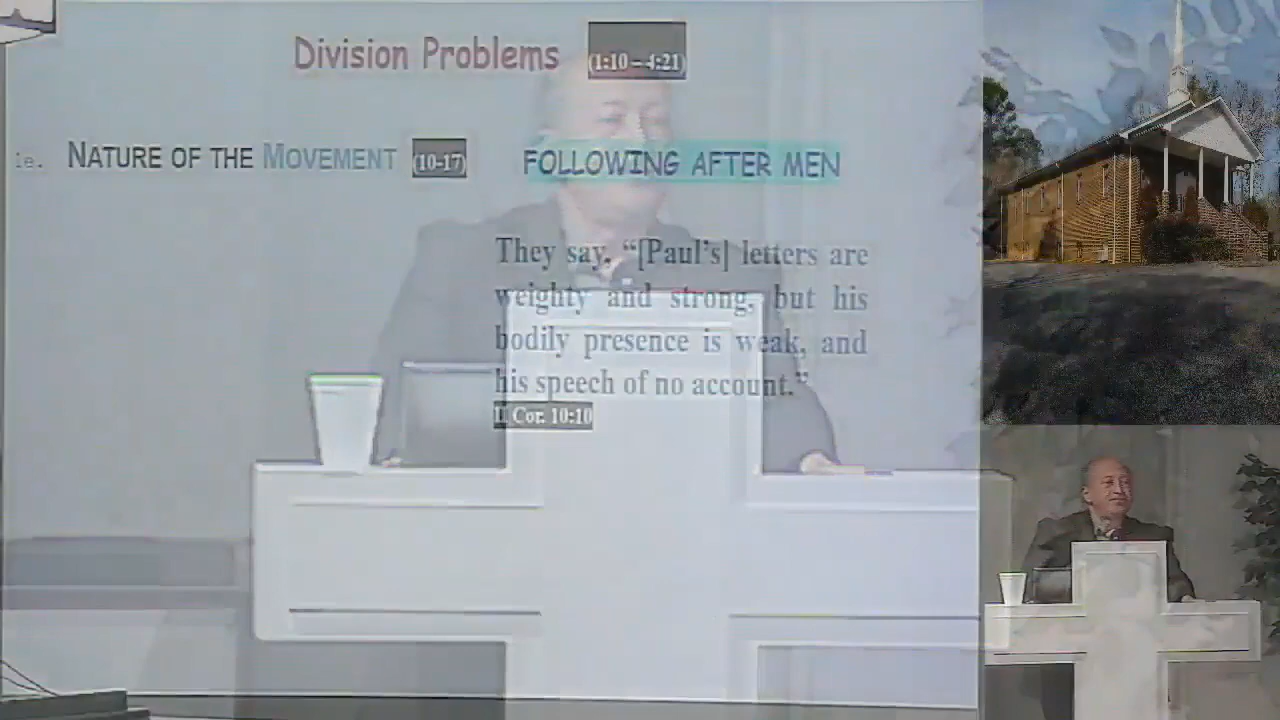 Division Problems (1:10 – 4:21)
1e. NATURE OF THE MOVEMENT (10-17) FOLLOWING AFTER MEN
They say, “[Paul’s] letters are
weighty and strong, but his
bodily presence is weak, and
his speech of no account.”
II Cor. 10:10